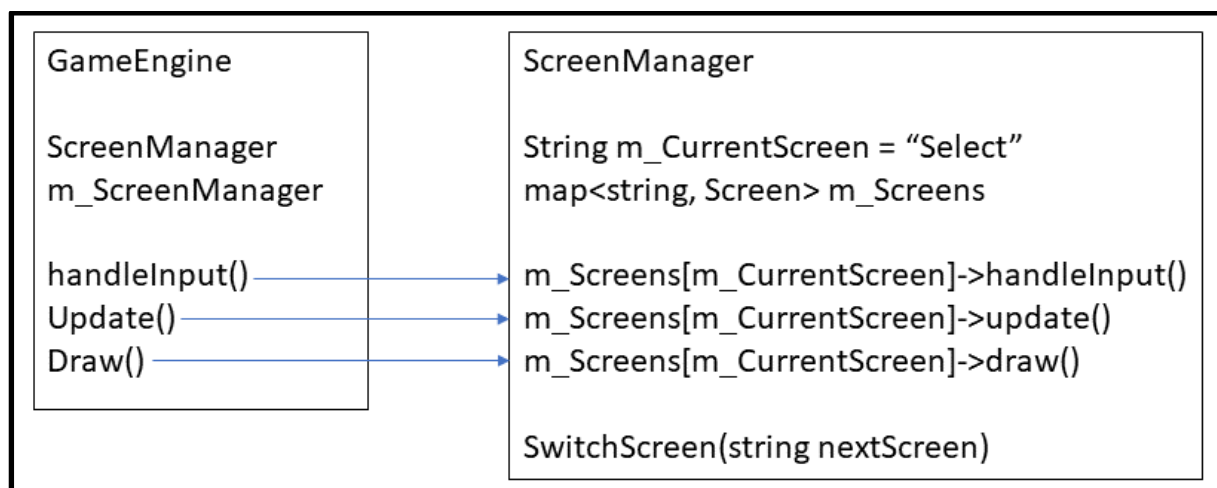 GameEngine
ScreenManager
m_ScreenManager
handleInput()
Update()
Draw()
ScreenManager
String m_CurrentScreen = “Select”
map<string, Screen> m_Screens
m_Screens[m_CurrentScreen]->handleInput()
m_Screens[m_CurrentScreen]->update()
m_Screens[m_CurrentScreen]->draw()
SwitchScreen(string nextScreen)